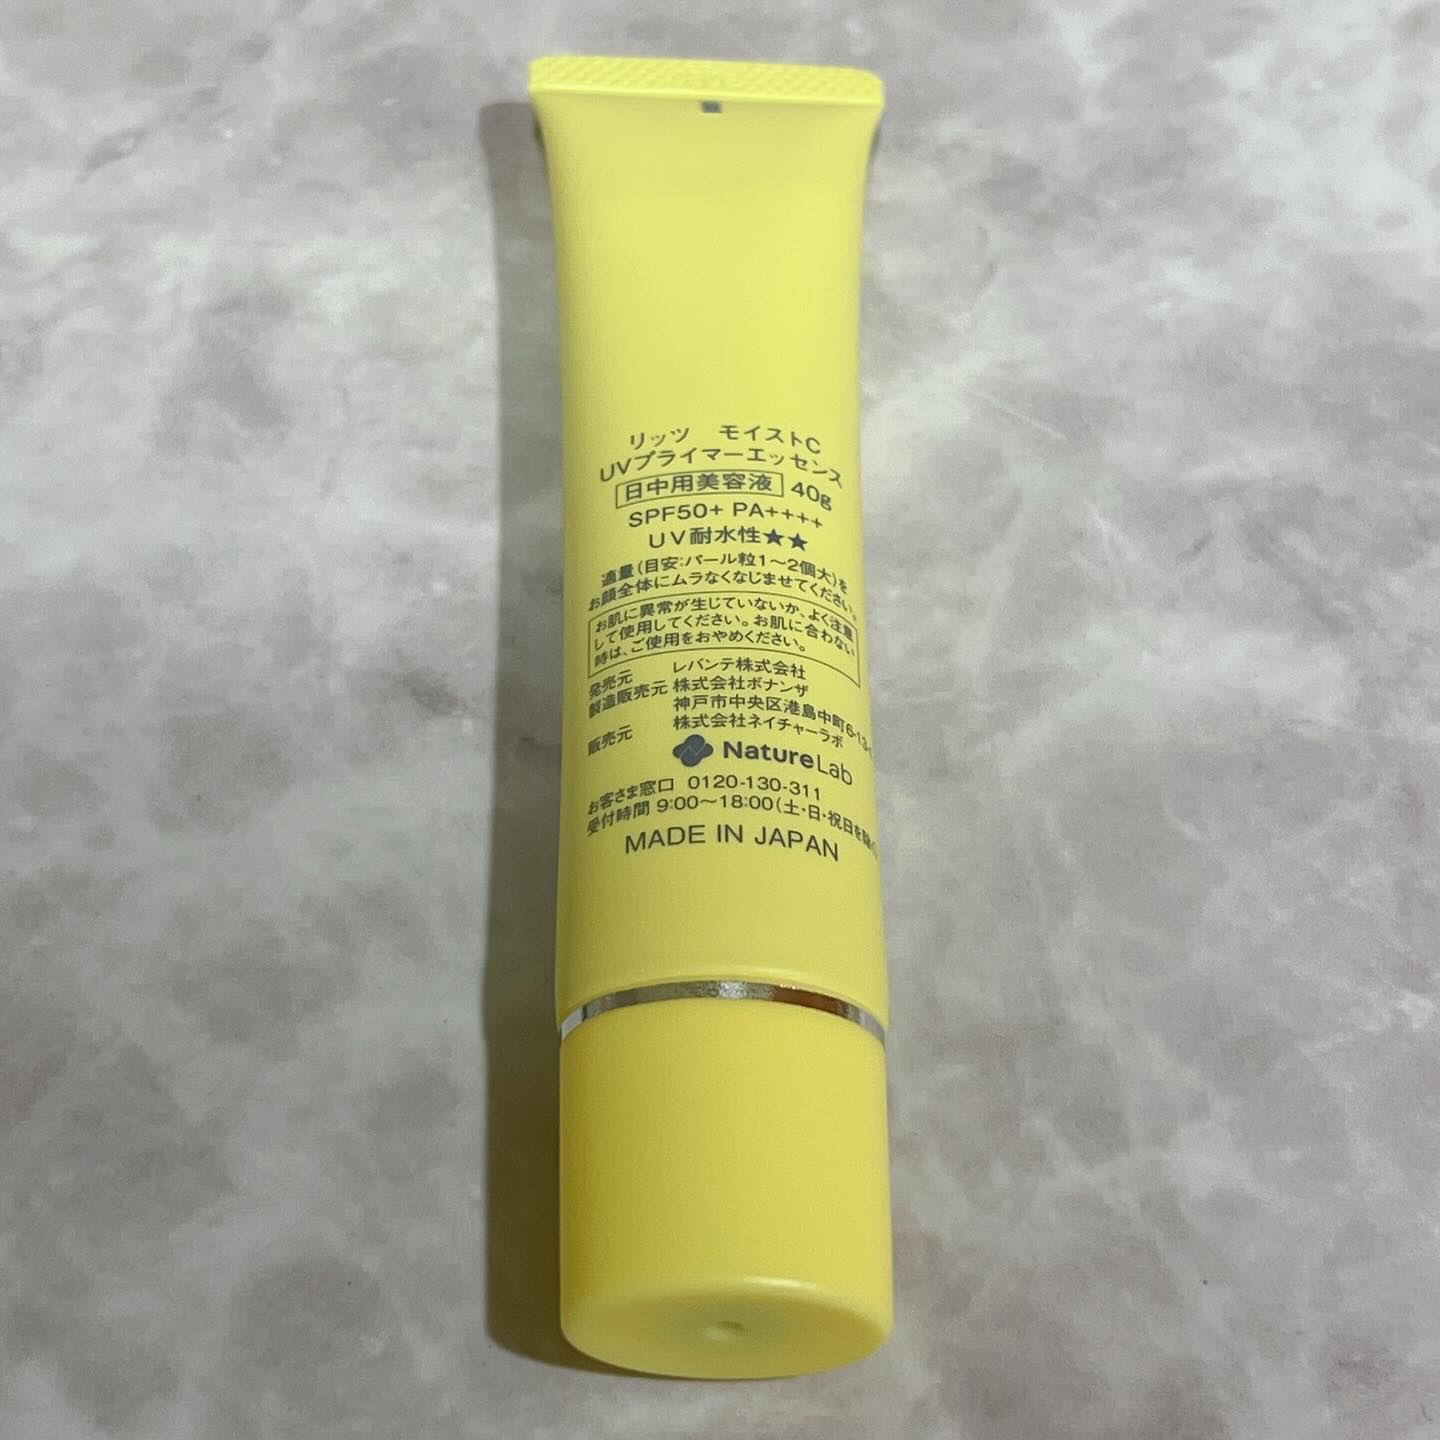 リッツ モイストC
UVプライマーエッセンス
日中用美容液 40g
SPF50+ PA++++
UV耐水性★★
適量(目安:パール粒1〜2個大)を
お顔全体にムラなくなじませてください。
お肌に異常が生じていないか、よく注意
して使用してください。お肌に合わない
時は、ご使用をおやめください。
発売元 レバンテ株式会社
製造販売元 株式会社ボナンザ
神戸市中央区港島中町6-13-
販売元 株式会社ネイチャーラボ
NatureLab
お客さま窓口 0120-130-311
受付時間 9:00〜18:00(土・日・祝日を除く
MADE IN JAPAN